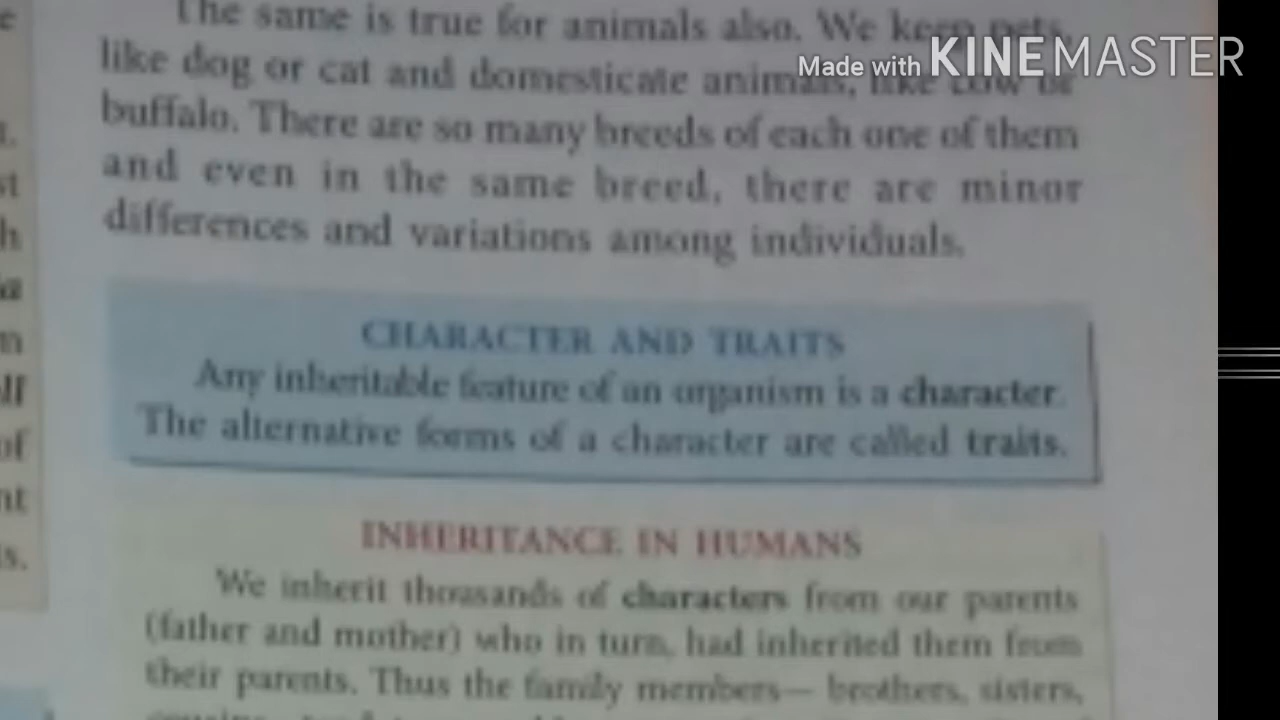 The same is true for animals also. We keep pets,
Made with KINEMASTER
like dog or cat and domesticate animals, like cow or
buffalo. There are so many breeds of each one of them
and even in the same breed, there are minor
differences and variations among individuals.
CHARACTER AND TRAITS
Any inheritable feature of an organism is a character.
The alternative forms of a character are called traits.
INHERITANCE IN HUMANS
We inherit thousands of characters from our parents
(father and mother) who in turn, had inherited them from
their parents. Thus the family members— brothers, sisters,